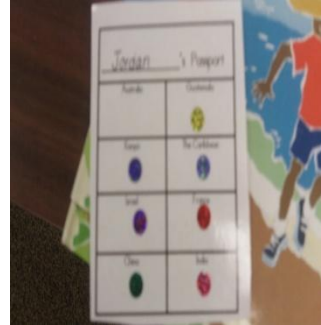 Jordan 's Passport
Australia Guatemala
Kenya The Caribbean
Israel France
China India